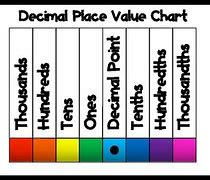 Decimal Place Value Chart
Thousands
Hundreds
Tens
Ones
Decimal Point
Tenths
Hundredths
Thousandths